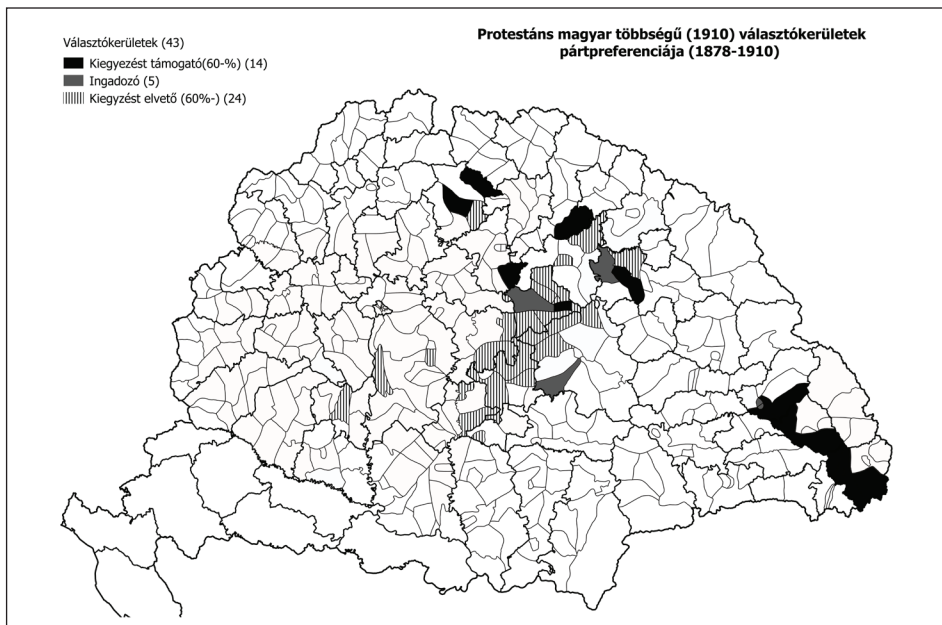 Protestáns magyar többségű (1910) választókerületek
pártpreferenciája (1878-1910)
Választókerületek (43)
Kiegyezést támogató(60-%) (14)
Ingadozó (5)
Kiegyzést elvető (60%-) (24)